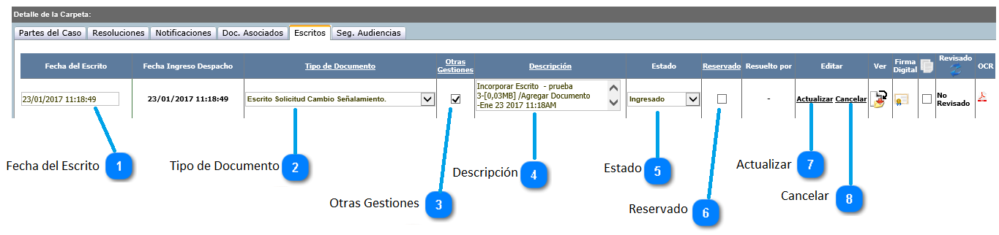 Detalle de la Carpeta:
Partes del Caso Resoluciones Notificaciones Doc. Asociados Escritos Seg. Audiencias
Fecha del Escrito Fecha Ingreso Despacho Tipo de Documento Otras Gestiones Descripción Estado Reservado Resuelto por Editar Ver Firma Digital Revisado OCR
23/01/2017 11:18:49 23/01/2017 11:18:49 Escrito Solicitud Cambio Señalamiento. Incorporar Escrito - prueba
3-[0,03MB] /Agregar Documento
-Ene 23 2017 11:18AM
Ingresado - Actualizar Cancelar No Revisado
Fecha del Escrito 1
Tipo de Documento 2
Otras Gestiones 3
Descripción 4
Estado 5
Reservado 6
Actualizar 7
Cancelar 8